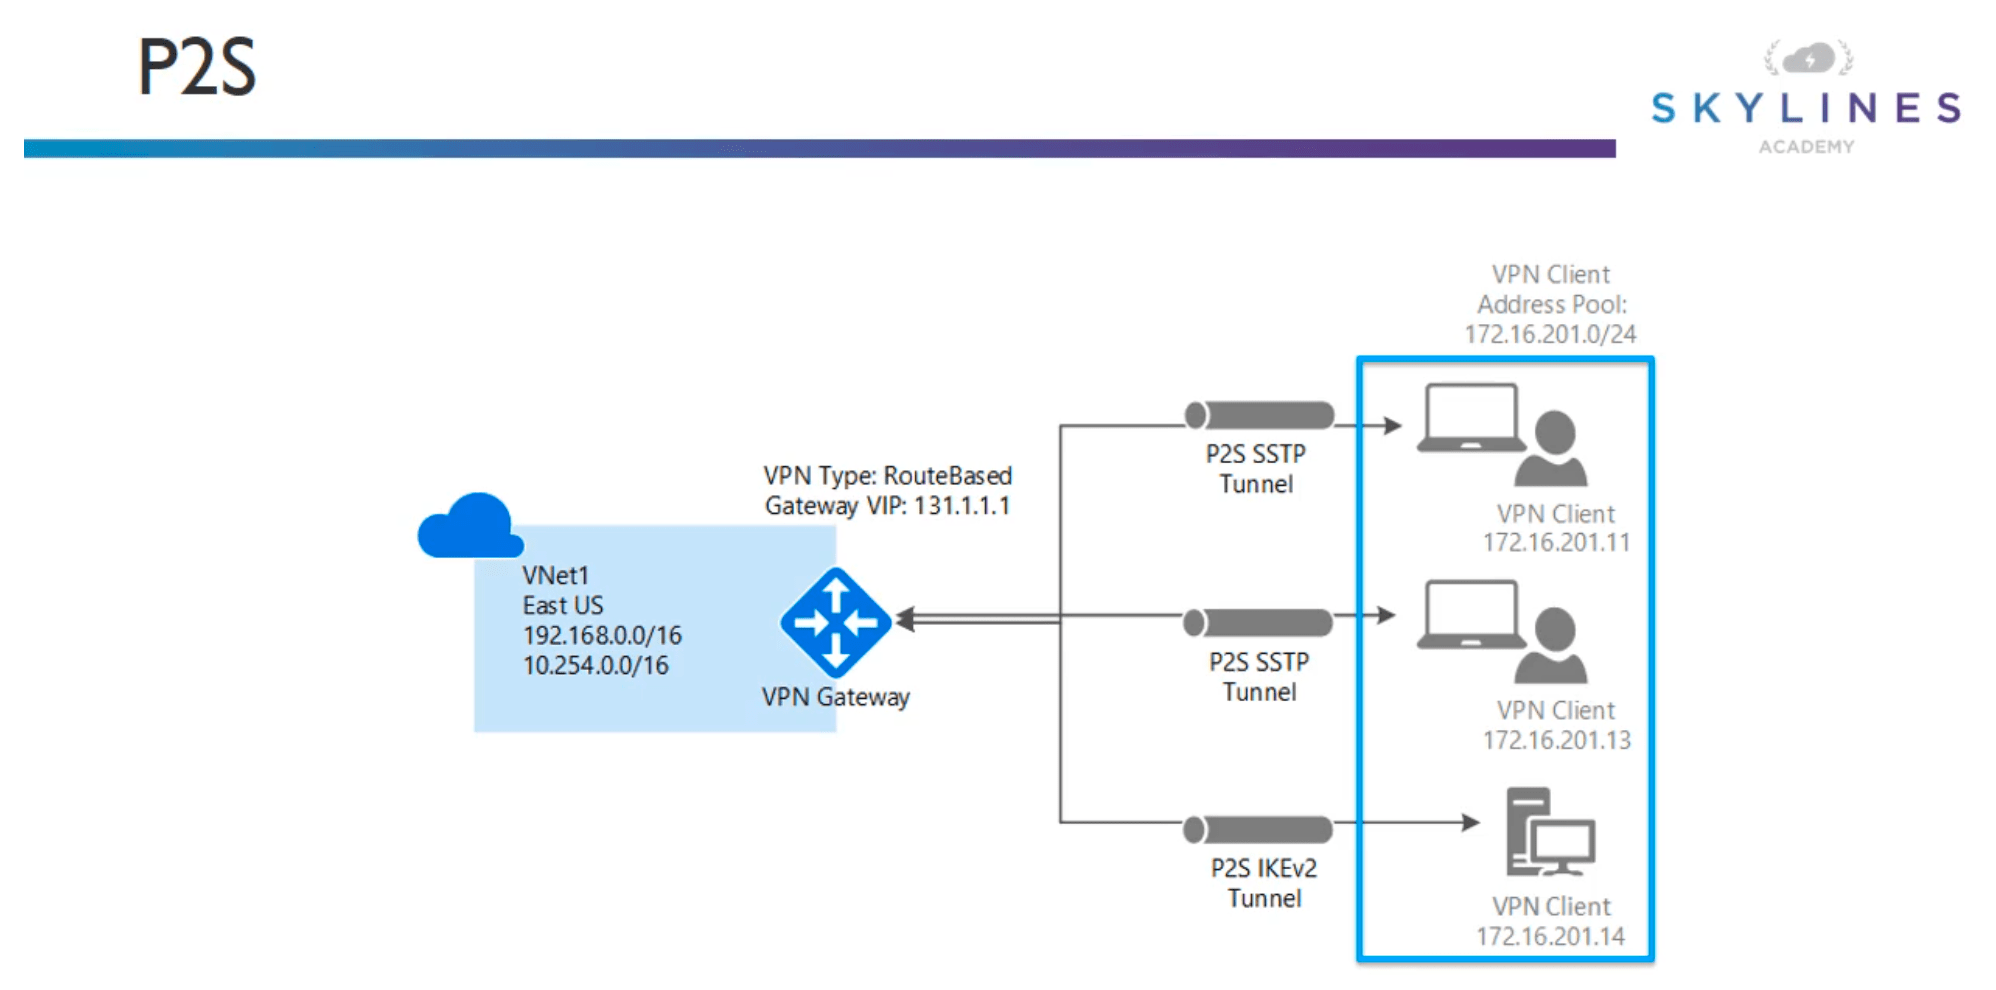 P2S
SKYLINES
ACADEMY
VPN Client
Address Pool:
172.16.201.0/24
P2S SSTP
Tunnel
VPN Client
172.16.201.11
VPN Type: RouteBased
Gateway VIP: 131.1.1.1
VNet1
East US
192.168.0.0/16
10.254.0.0/16
VPN Gateway
P2S SSTP
Tunnel
VPN Client
172.16.201.13
P2S IKEv2
Tunnel
VPN Client
172.16.201.14